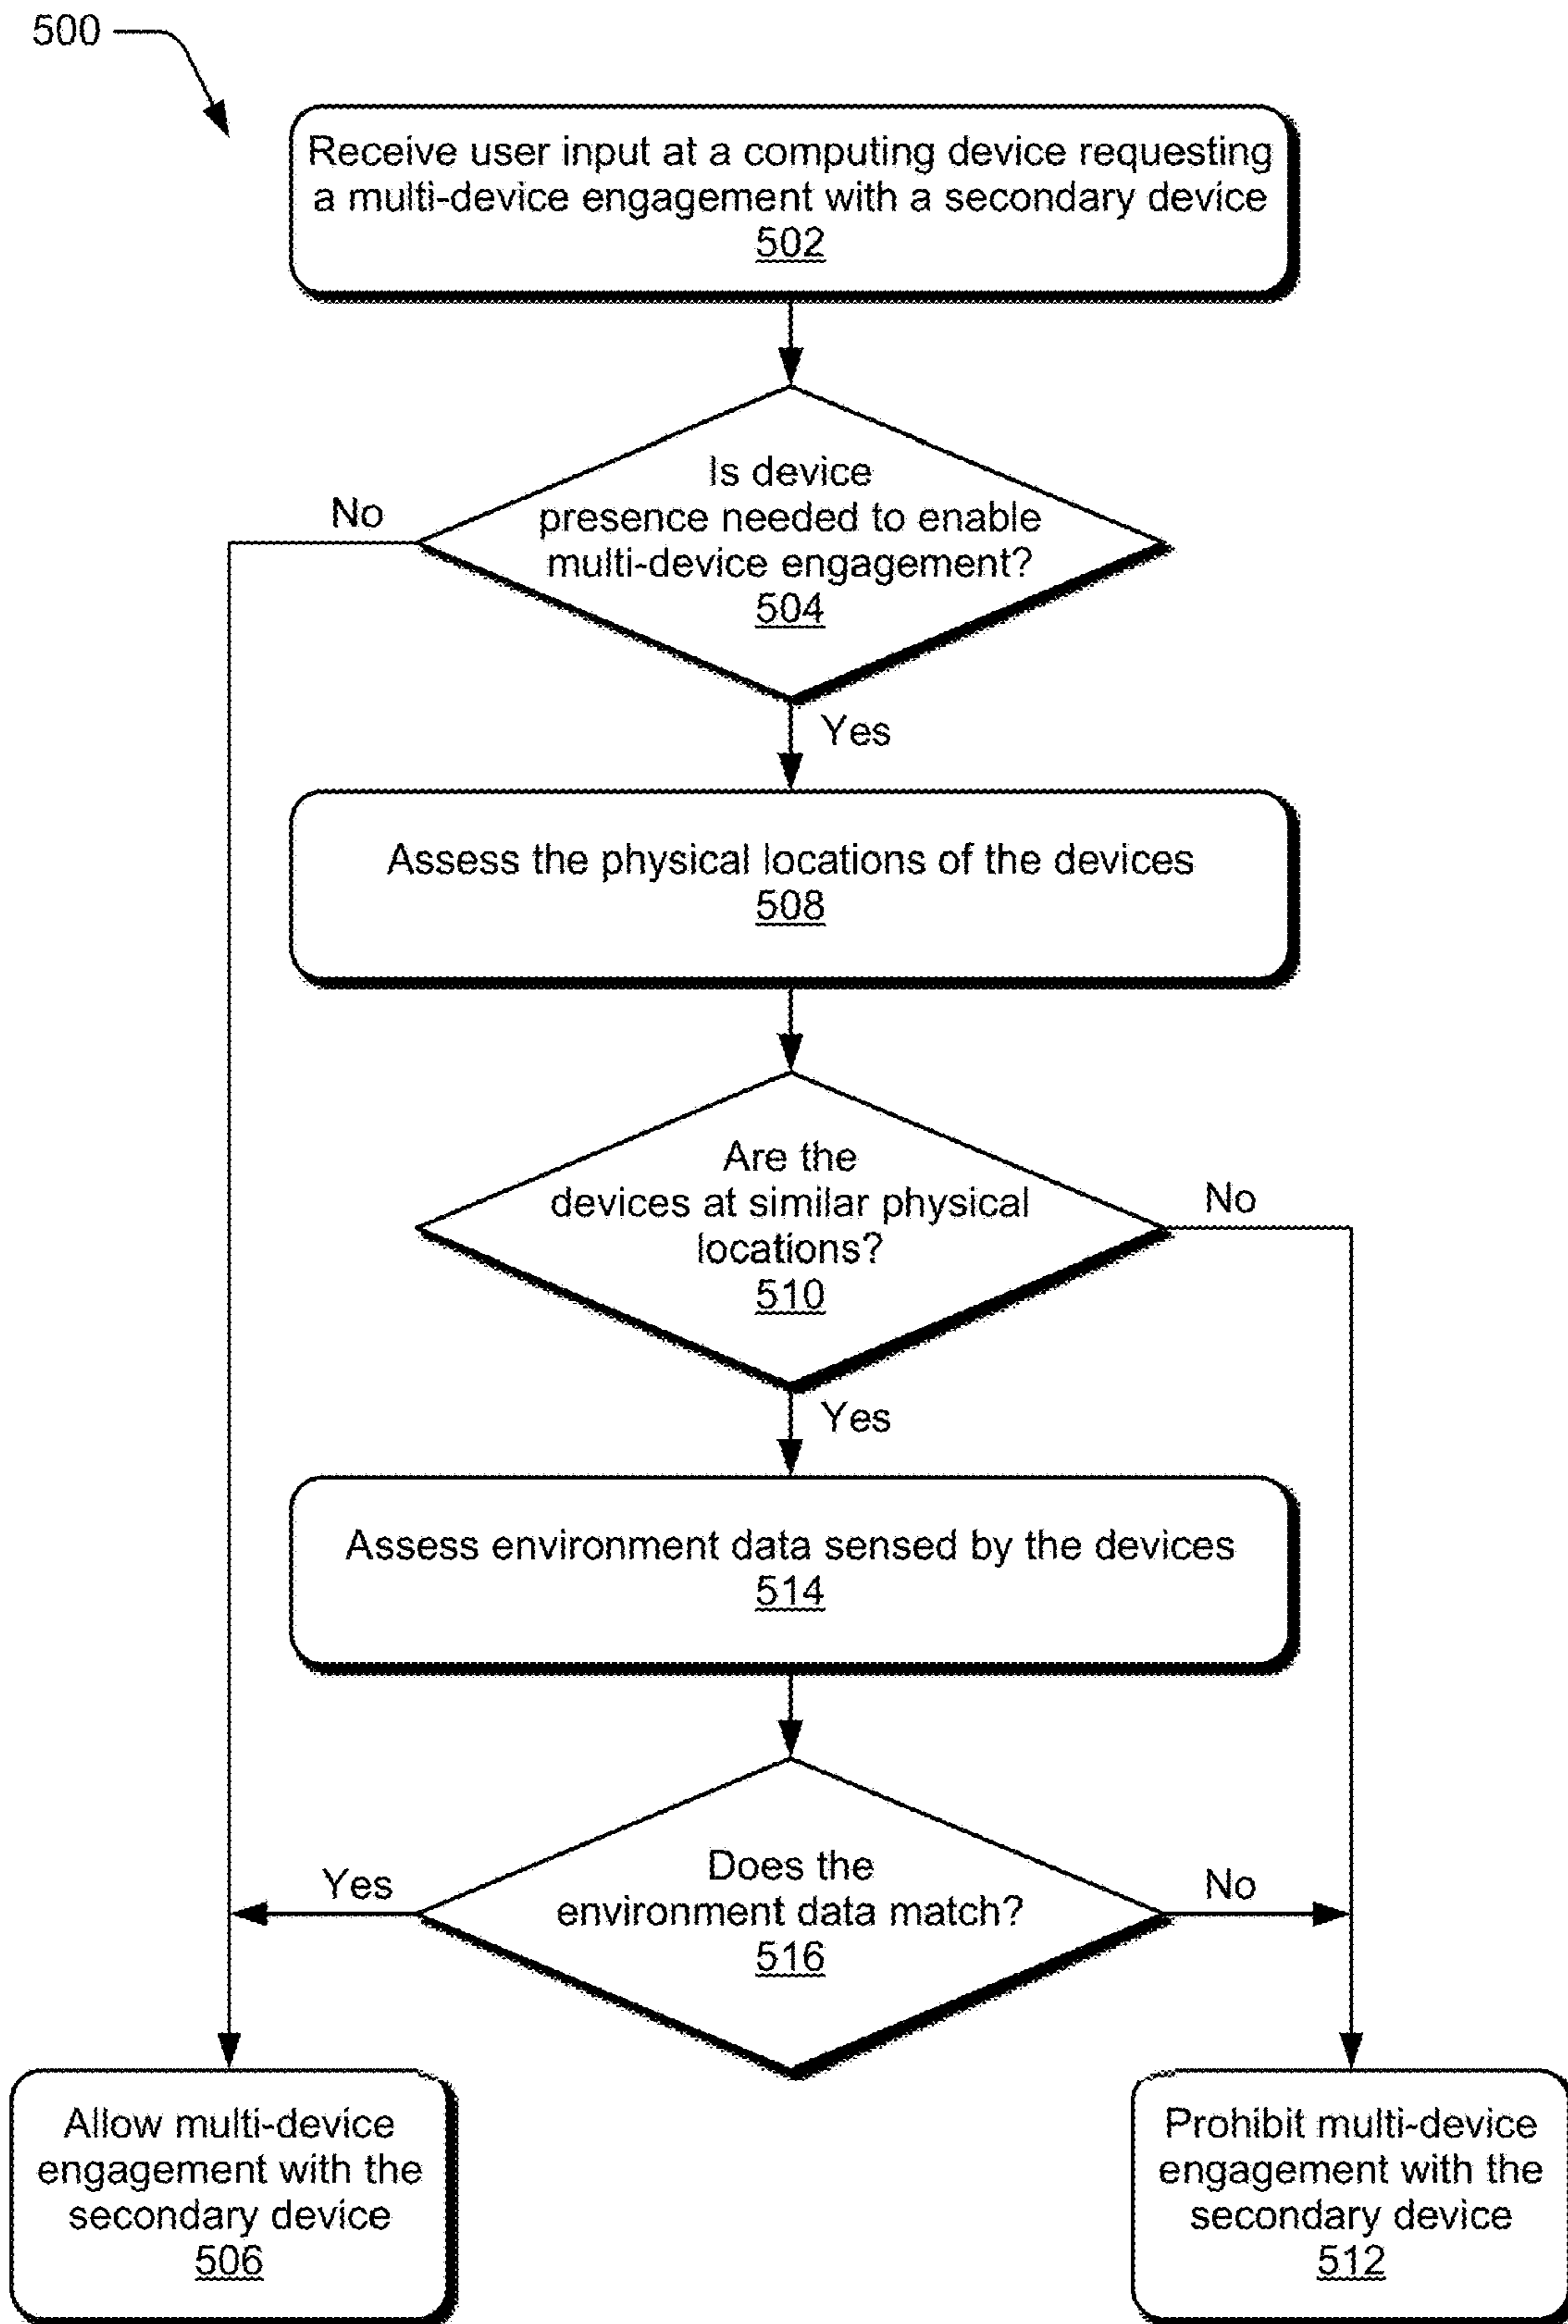 500
Receive user input at a computing device requesting
a multi-device engagement with a secondary device
502
Is device
presence needed to enable
multi-device engagement?
504
No
Yes
Assess the physical locations of the devices
508
Are the
devices at similar physical
locations?
510
No
Yes
Assess environment data sensed by the devices
514
Does the
environment data match?
516
Yes
No
Allow multi-device
engagement with the
secondary device
506
Prohibit multi-device
engagement with the
secondary device
512